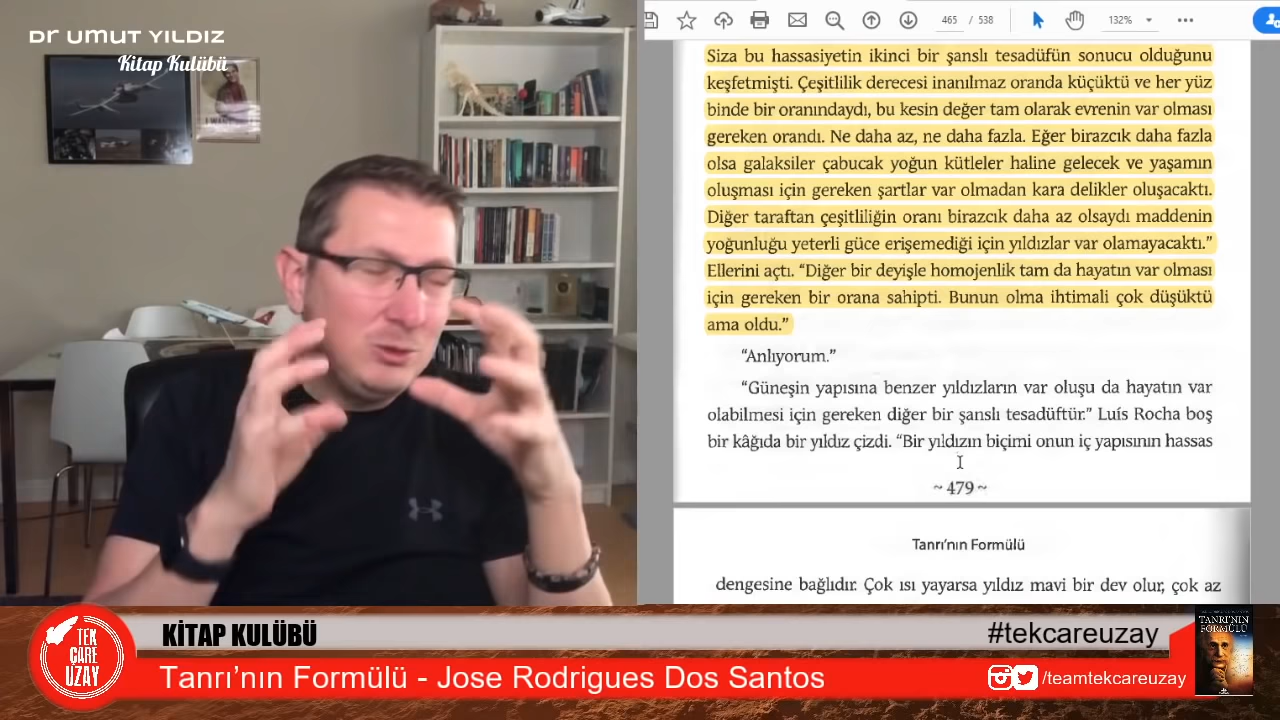 Dr UMUT YILDIZ
Kitap Kulübü
465 / 538
132%
Siza bu hassasiyetin ikinci bir şanslı tesadüfün sonucu olduğunu
keşfetmişti. Çeşitlilik derecesi inanılmaz oranda küçüktü ve her yüz
binde bir oranındaydı, bu kesin değer tam olarak evrenin var olması
gereken orandı. Ne daha az, ne daha fazla. Eğer birazcık daha fazla
olsa galaksiler çabucak yoğun kütleler haline gelecek ve yaşamın
oluşması için gereken şartlar var olmadan kara delikler oluşacaktı.
Diğer taraftan çeşitliliğin oranı birazcık daha az olsaydı maddenin
yoğunluğu yeterli güce erişemediği için yıldızlar var olamayacaktı.”
Ellerini açtı. “Diğer bir deyişle homojenlik tam da hayatın var olması
için gereken bir orana sahipti. Bunun olma ihtimali çok düşüktü
ama oldu.”
“Anlıyorum.”
“Güneşin yapısına benzer yıldızların var oluşu da hayatın var
olabilmesi için gereken diğer bir şanslı tesadüftür.” Luís Rocha boş
bir kâğıda bir yıldız çizdi. “Bir yıldızın biçimi onun iç yapısının hassas
~ 479 ~
Tanrı’nın Formülü
dengesine bağlıdır. Çok ısı yayarsa yıldız mavi bir dev olur, çok az
TEK
ÇARE
UZAY
KİTAP KULÜBÜ
#tekcareuzay
Tanrı’nın Formülü - Jose Rodrigues Dos Santos
/teamtekcareuzay
TANRI'NIN
FORMÜLÜ